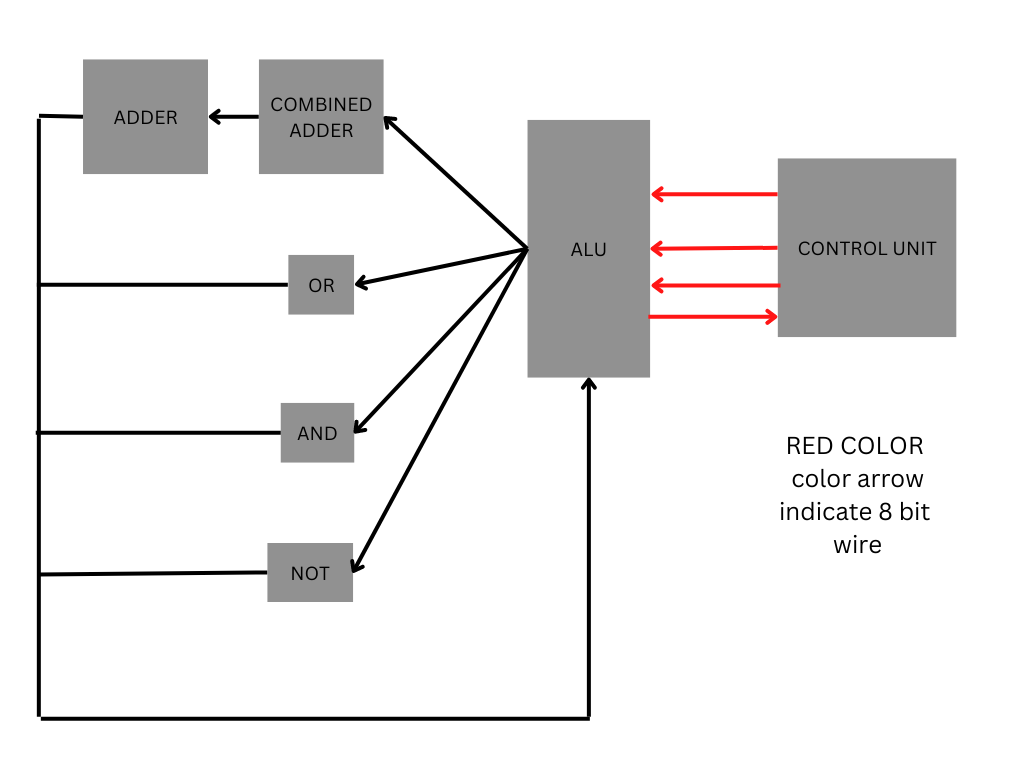 COMBINED
ADDER
ADDER
ALU
CONTROL UNIT
OR
AND
NOT
RED COLOR
color arrow
indicate 8 bit
wire